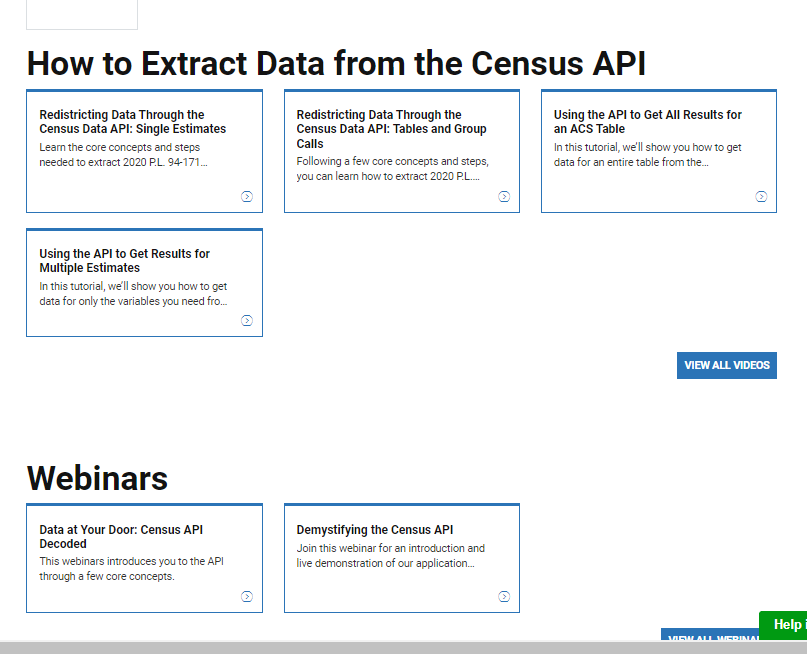 How to Extract Data from the Census API
Redistricting Data Through the
Census Data API: Single Estimates
Learn the core concepts and steps
needed to extract 2020 P.L. 94-171...
Redistricting Data Through the
Census Data API: Tables and Group
Calls
Following a few core concepts and steps,
you can learn how to extract 2020 P.L....
Using the API to Get All Results for
an ACS Table
In this tutorial, we'll show you how to get
data for an entire table from the...
Using the API to Get Results for
Multiple Estimates
In this tutorial, we'll show you how to get
data for only the variables you need fro...
VIEW ALL VIDEOS
Webinars
Data at Your Door: Census API
Decoded
This webinars introduces you to the API
through a few core concepts.
Demystifying the Census API
Join this webinar for an introduction and
live demonstration of our application...
VIEW ALL
Help